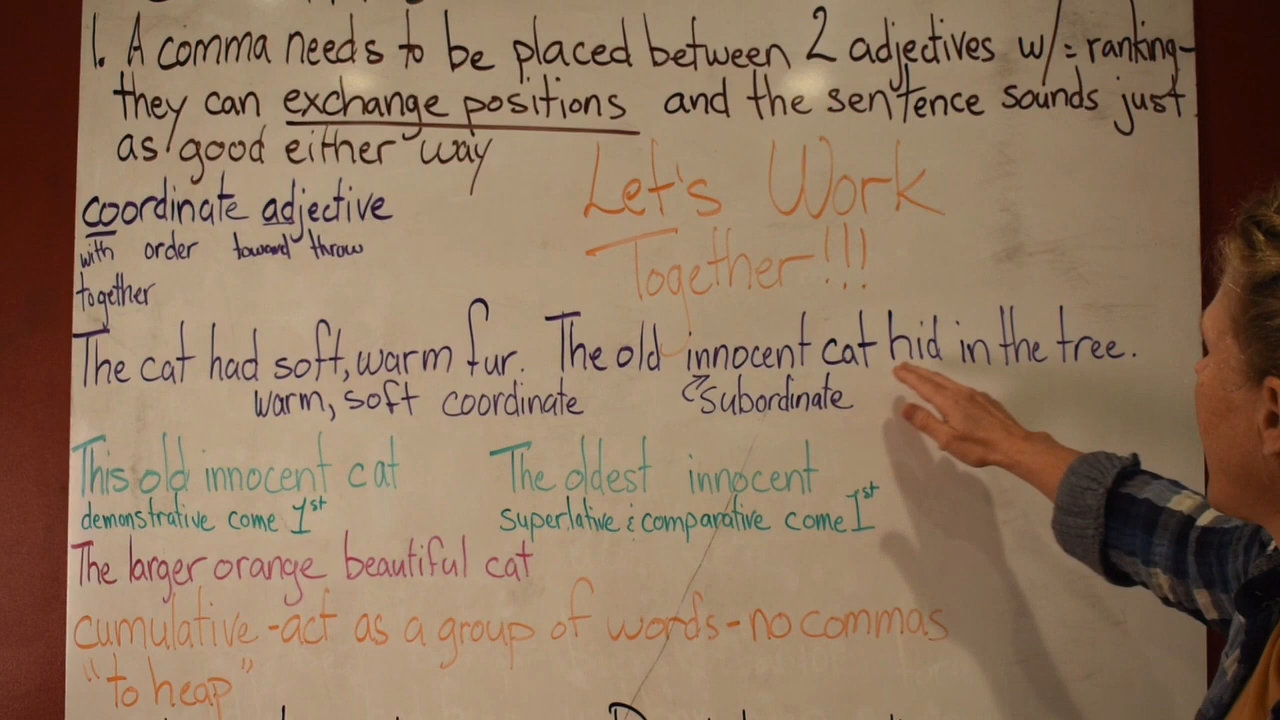 1. A comma needs to be placed between 2 adjectives w/= ranking-
they can exchange positions and the sentence sounds just
as good either way
Let's Work
Together!!!
coordinate adjective
with order toward throw
together
The cat had soft, warm fur. The old innocent cat hid in the tree.
warm, soft coordinate
subordinate
This old innocent cat
demonstrative come 1st
The oldest innocent
superlative & comparative come 1st
The larger orange beautiful cat
cumulative - act as a group of words - no commas
"to heap"